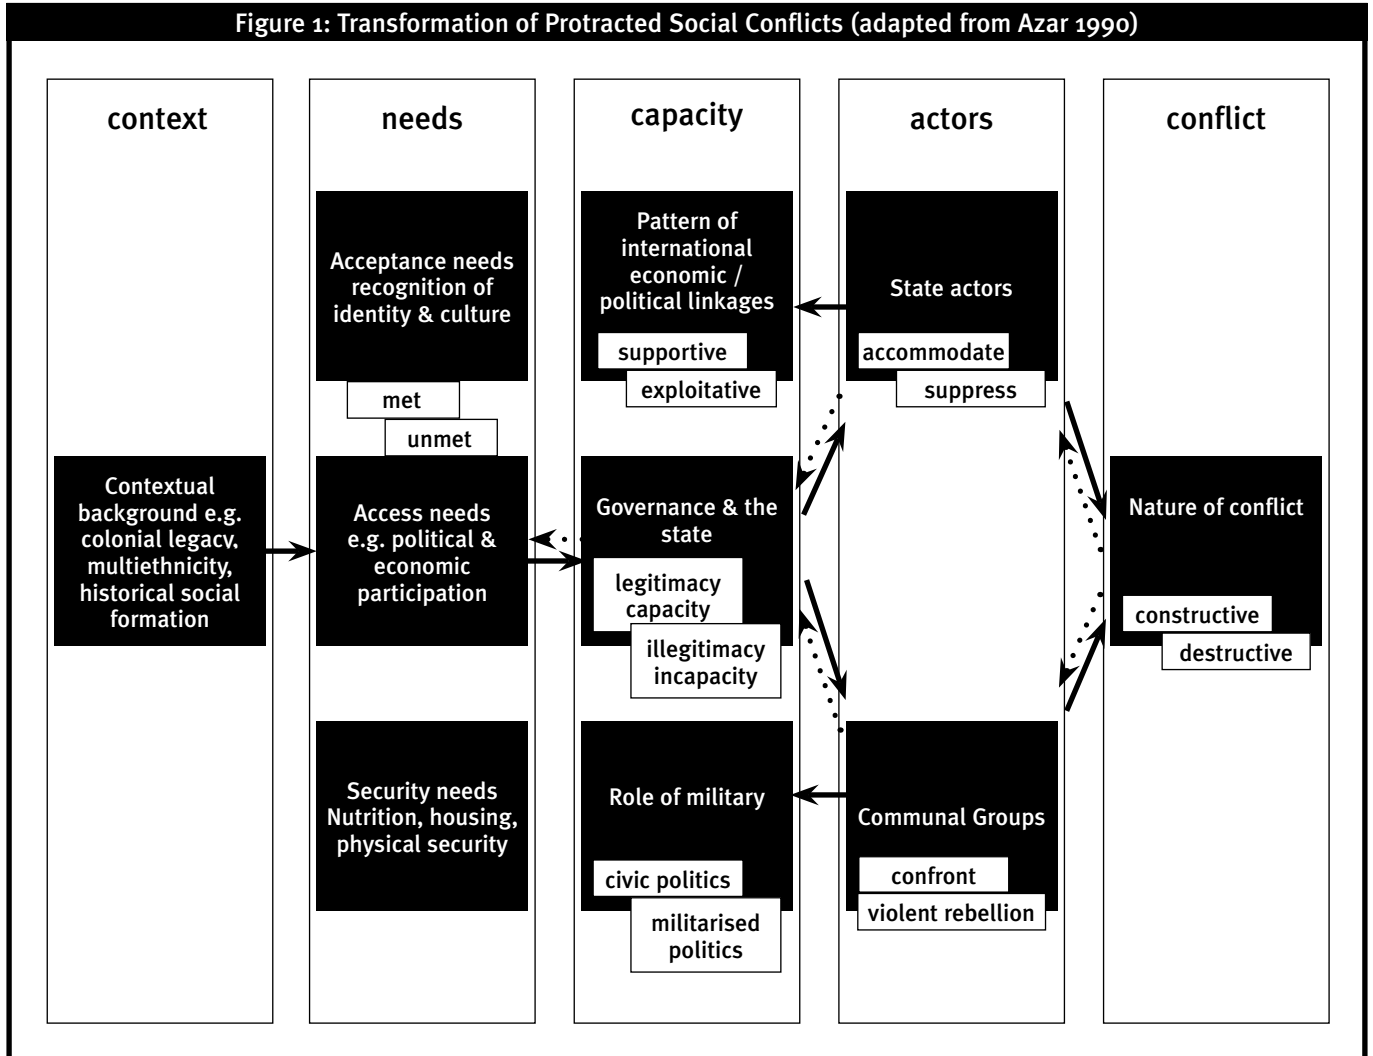 Figure 1: Transformation of Protracted Social Conflicts (adapted from Azar 1990)
context
Contextual
background e.g.
colonial legacv,
multiethnicity,
historical social
formation
needs
Acceptance needs
recognition of
identity & culture
met
unmet
Access needs
e.g. political &
economic
participation
Security needs
Nutrition, housing,
physical security
capacity
Pattern of
international
economic /
political linkages
supportive
exploitative
Governance & the
state
legitimacy
capacity
illegitimacy
incapacity
Role of military
civic politics
militarised
politics
actors
State actors
accommodate
suppress
Communal Groups
confront
violent rebellion
conflict
Nature of conflict
constructive
destructive